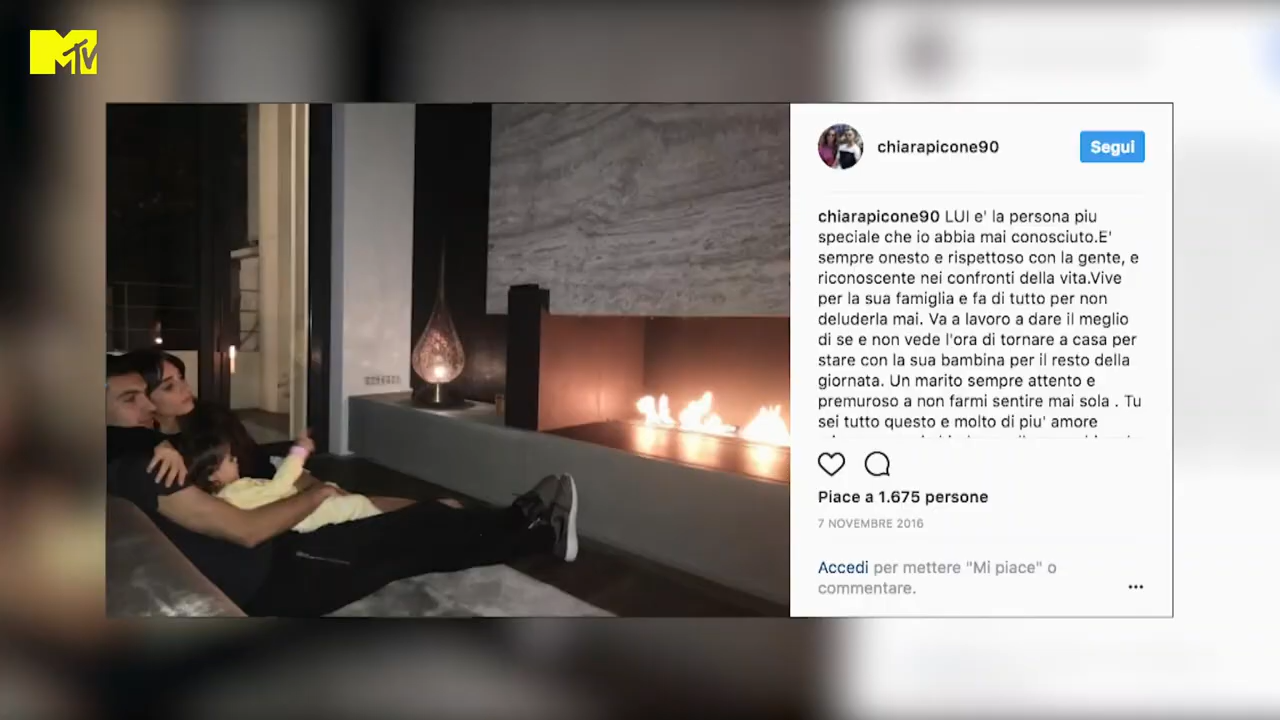 MTV
chiarapicone90
Segui
chiarapicone90 LUI e' la persona piu
speciale che io abbia mai conosciuto.E'
sempre onesto e rispettoso con la gente, e
riconoscente nei confronti della vita.Vive
per la sua famiglia e fa di tutto per non
deluderla mai. Va a lavoro a dare il meglio
di se e non vede l'ora di tornare a casa per
stare con la sua bambina per il resto della
giornata. Un marito sempre attento e
premuroso a non farmi sentire mai sola . Tu
sei tutto questo e molto di piu' amore
Piace a 1.675 persone
7 NOVEMBRE 2016
Accedi per mettere "Mi piace" o
commentare.